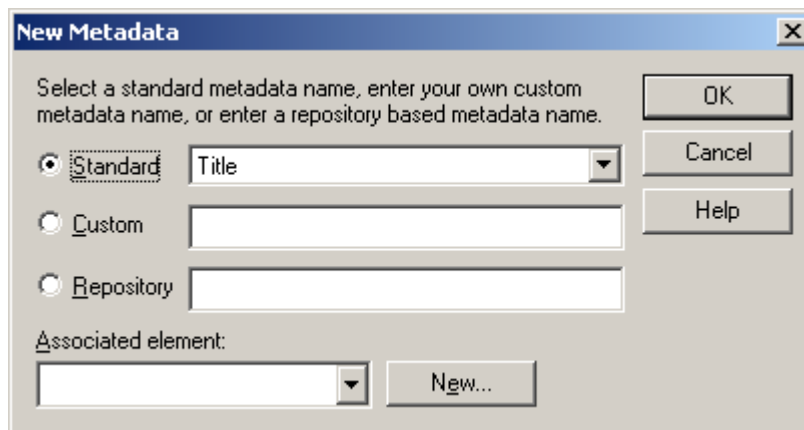 New Metadata
Select a standard metadata name, enter your own custom
metadata name, or enter a repository based metadata name.
OK
Standard Title
Cancel
Custom
Help
Repository
Associated element:
New...